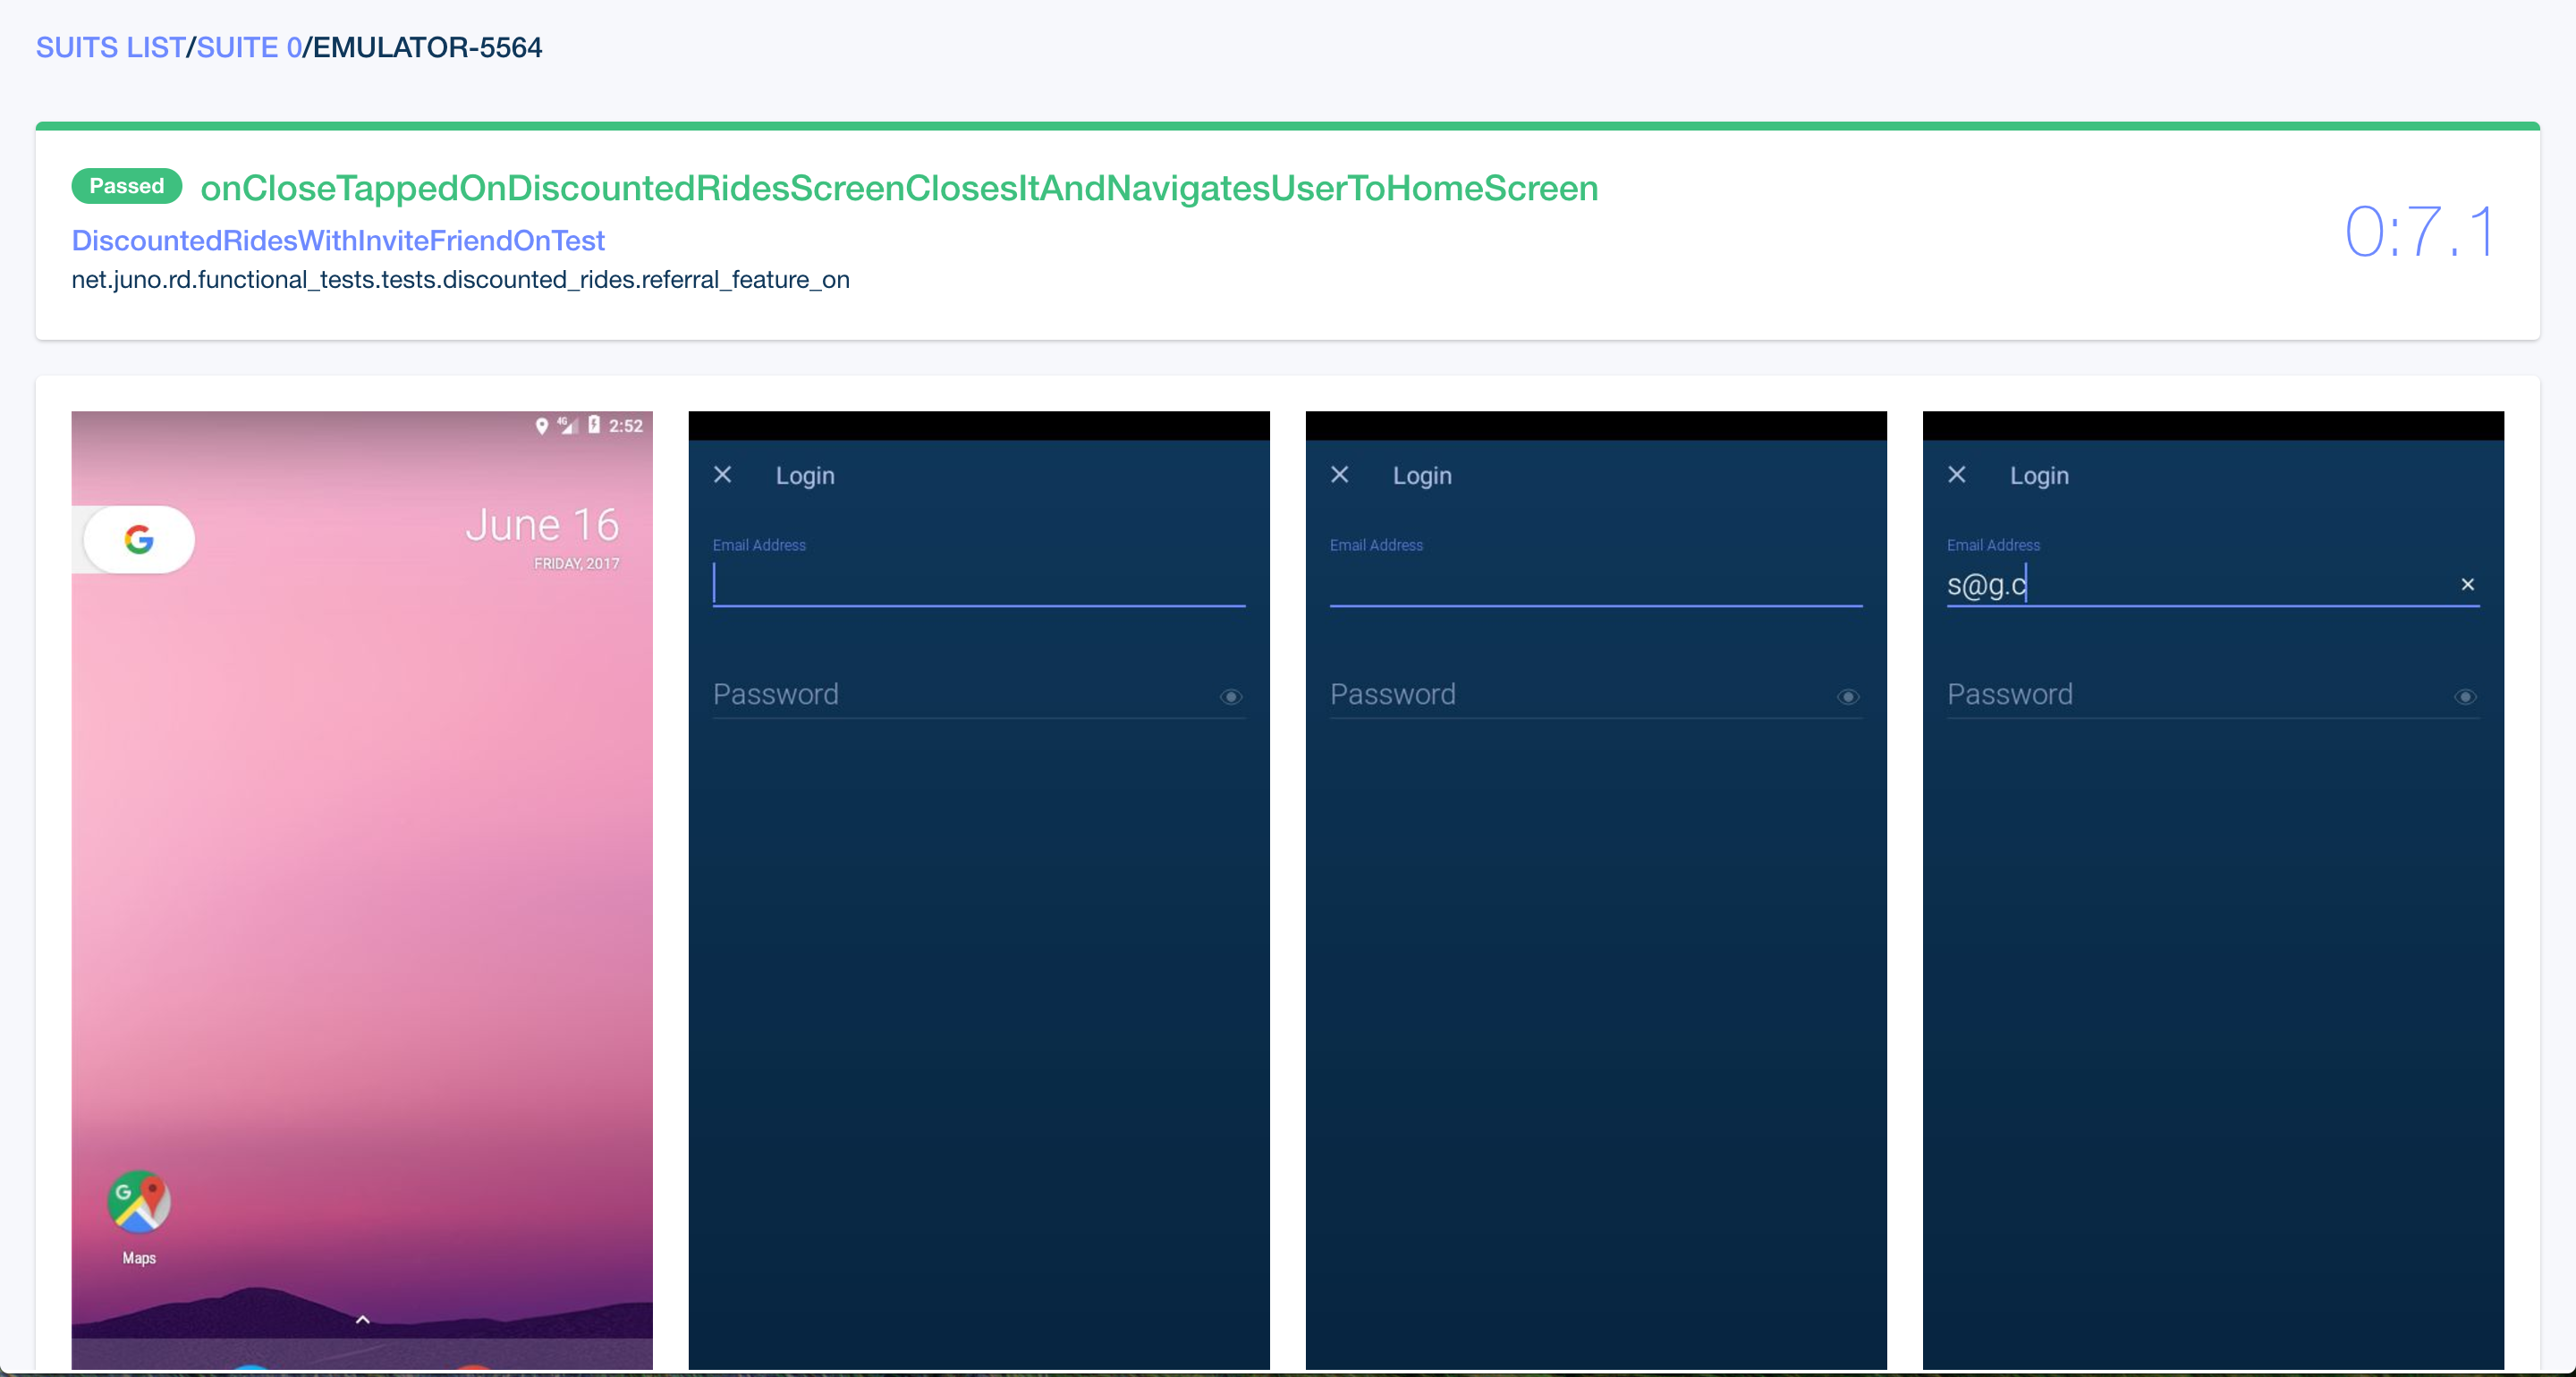 SUITS LIST/SUITE 0/EMULATOR-5564
Passed onCloseTappedOnDiscountedRidesScreenClosesItAndNavigatesUserToHomeScreen
DiscountedRidesWithInviteFriendOnTest
net.juno.rd.functional_tests.tests.discounted_rides.referral_feature_on
0:7.1
4G 2:52
G
June 16
FRIDAY, 2017
G
Maps
Login
Email Address
Password
Login
Email Address
Password
Login
Email Address
s@g.c
Password